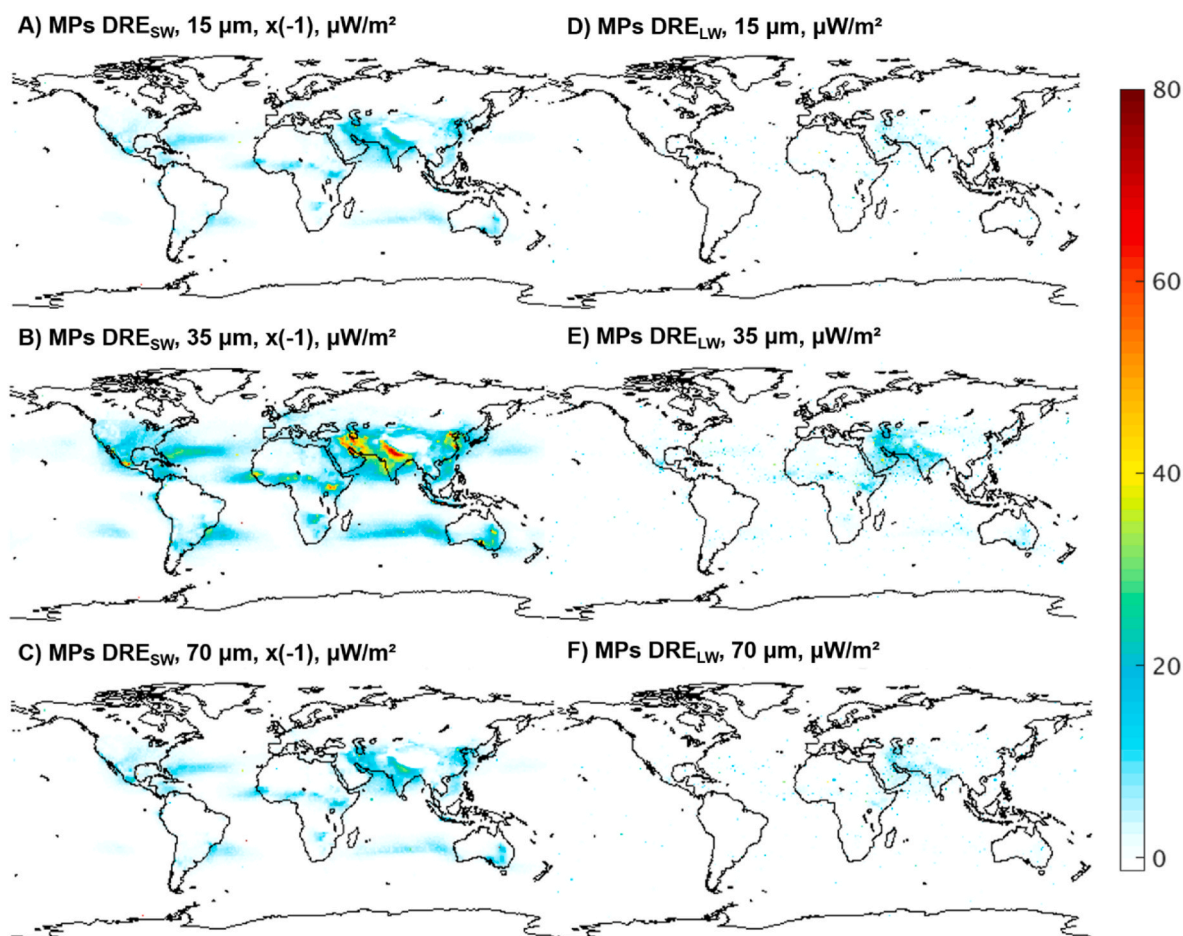 A) MPs DRE_SW, 15 µm, x(-1), µW/m²
D) MPs DRE_LW, 15 µm, µW/m²
B) MPs DRE_SW, 35 µm, x(-1), µW/m²
E) MPs DRE_LW, 35 µm, µW/m²
C) MPs DRE_SW, 70 µm, x(-1), µW/m²
F) MPs DRE_LW, 70 µm, µW/m²
80
60
40
20
0